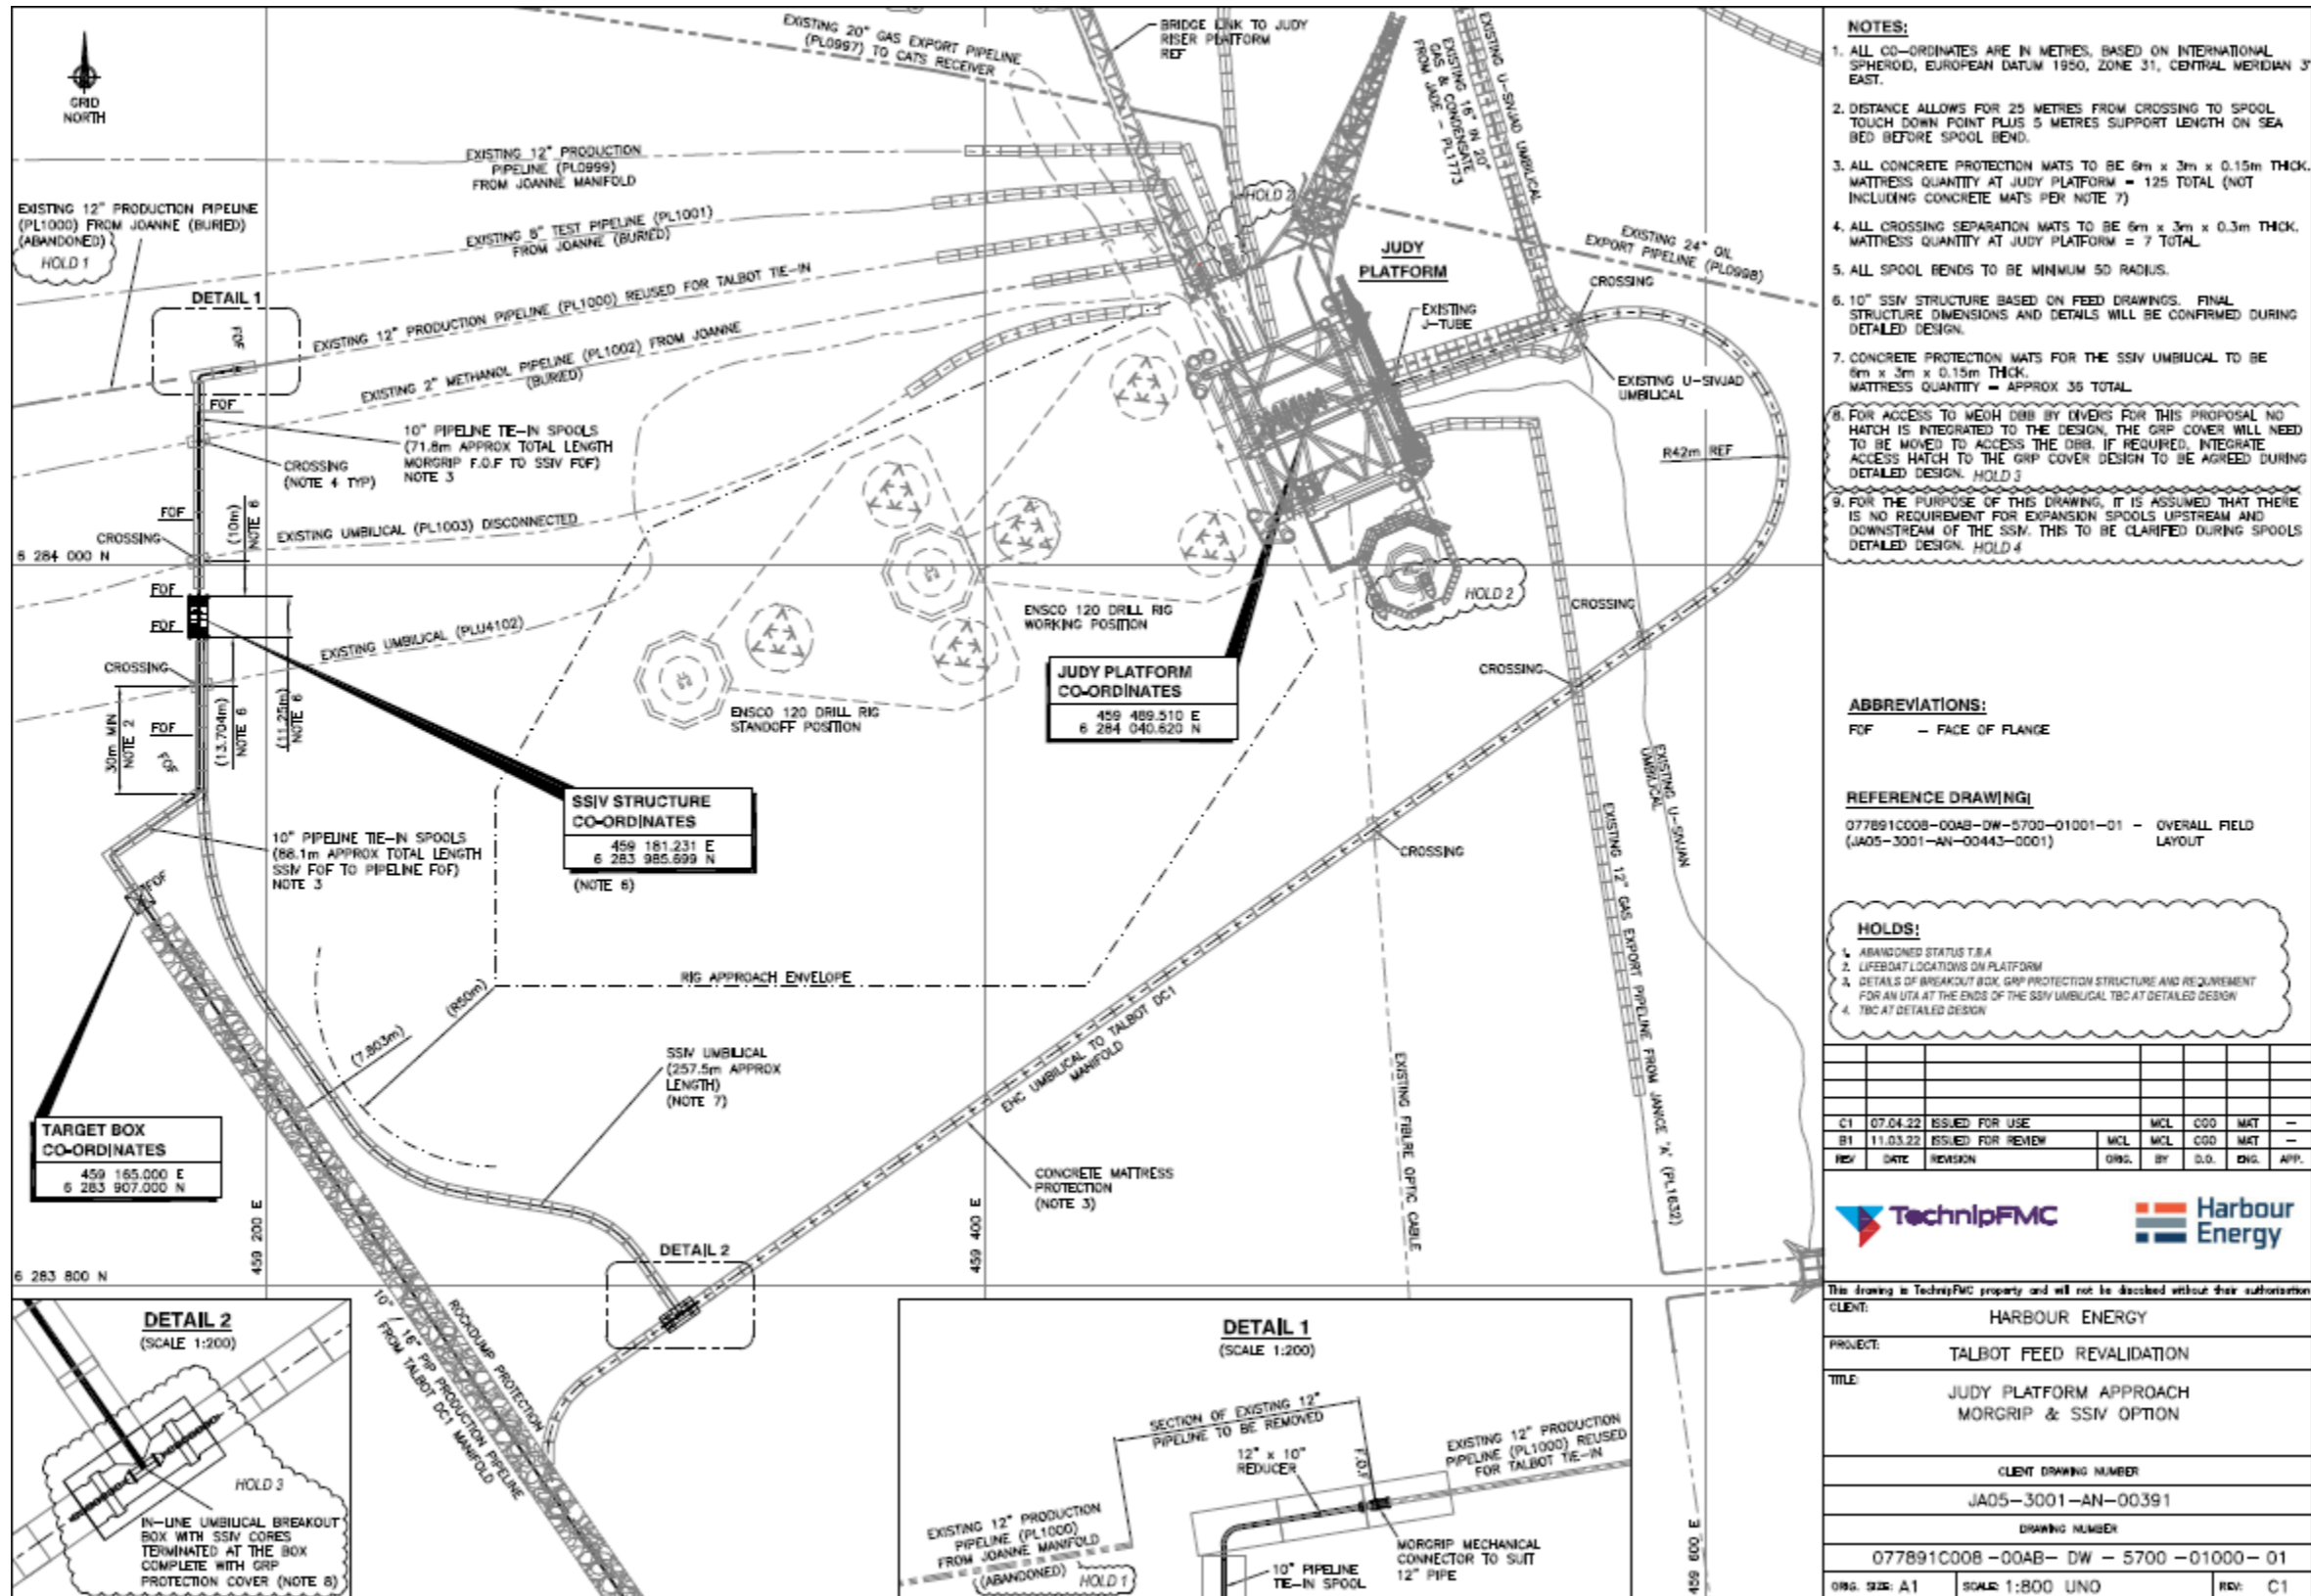 GRID
NORTH
EXISTING 20" GAS EXPORT PIPELINE
(PL0997) TO CATS RECEIVER
BRIDGE LINK TO JUDY
RISER PLATFORM
REF
EXISTING 16" IN 20"
GAS & CONDENSATE
FROM JADE - PL1773
EXISTING U-SIVJAD UMBILICAL
EXISTING 12" PRODUCTION
PIPELINE (PL0999)
FROM JOANNE MANIFOLD
EXISTING 12" PRODUCTION PIPELINE
(PL1000) FROM JOANNE (BURIED)
(ABANDONED)
HOLD 1
EXISTING 8" TEST PIPELINE (PL1001)
FROM JOANNE (BURIED)
HOLD 2
JUDY
PLATFORM
EXISTING 24" OIL
EXPORT PIPELINE (PL0998)
CROSSING
DETAIL 1
FOF
EXISTING 12" PRODUCTION PIPELINE (PL1000) REUSED FOR TALBOT TIE-IN
EXISTING
J-TUBE
EXISTING 2" METHANOL PIPELINE (PL1002) FROM JOANNE
(BURIED)
EXISTING U-SIVJAD
UMBILICAL
FOF
10" PIPELINE TIE-IN SPOOLS
(71.8m APPROX TOTAL LENGTH
MORGRIP F.O.F TO SSIV FOF)
NOTE 3
CROSSING
(NOTE 4 TYP)
R42m REF
FOF
(10m)
NOTE 6
EXISTING UMBILICAL (PL1003) DISCONNECTED
CROSSING
6 284 000 N
FOF
FOF
HOLD 2
CROSSING
ENSCO 120 DRILL RIG
WORKING POSITION
EXISTING UMBILICAL (PLU4102)
CROSSING
CROSSING
JUDY PLATFORM
CO-ORDINATES
459 489.510 E
6 284 040.620 N
30m MIN
NOTE 2
FOF
FOF
(13.704m)
NOTE 6
(11.25m)
NOTE 6
ENSCO 120 DRILL RIG
STANDOFF POSITION
EXISTING U-SIVJAN
UMBILICAL
SSIV STRUCTURE
CO-ORDINATES
459 181.231 E
6 283 985.699 N
(NOTE 6)
10" PIPELINE TIE-IN SPOOLS
(88.1m APPROX TOTAL LENGTH
SSIV FOF TO PIPELINE FOF)
NOTE 3
FOF
CROSSING
EXISTING 12" GAS EXPORT PIPELINE FROM JANICE 'A' (PL1632)
RIG APPROACH ENVELOPE
(R50m)
(7.803m)
SSIV UMBILICAL
(257.5m APPROX
LENGTH)
(NOTE 7)
EHC UMBILICAL TO TALBOT DC1
MANIFOLD
EXISTING FIBLRE OPTIC CABLE
TARGET BOX
CO-ORDINATES
459 165.000 E
6 283 907.000 N
CONCRETE MATTRESS
PROTECTION
(NOTE 3)
459 200 E
459 400 E
459 600 E
6 283 800 N
DETAIL 2
ROCKDUMP PROTECTION
10" / 16" PIP PRODUCTION PIPELINE
FROM TALBOT DC1 MANIFOLD
DETAIL 2
(SCALE 1:200)
HOLD 3
IN-LINE UMBILICAL BREAKOUT
BOX WITH SSIV CORES
TERMINATED AT THE BOX
COMPLETE WITH GRP
PROTECTION COVER (NOTE 8)
DETAIL 1
(SCALE 1:200)
SECTION OF EXISTING 12"
PIPELINE TO BE REMOVED
12" x 10"
REDUCER
F.O.F
EXISTING 12" PRODUCTION
PIPELINE (PL1000) REUSED
FOR TALBOT TIE-IN
EXISTING 12" PRODUCTION
PIPELINE (PL1000)
FROM JOANNE MANIFOLD
(ABANDONED)
HOLD 1
10" PIPELINE
TIE-IN SPOOL
MORGRIP MECHANICAL
CONNECTOR TO SUIT
12" PIPE
NOTES:
1. ALL CO-ORDINATES ARE IN METRES, BASED ON INTERNATIONAL
SPHEROID, EUROPEAN DATUM 1950, ZONE 31, CENTRAL MERIDIAN 3°
EAST.
2. DISTANCE ALLOWS FOR 25 METRES FROM CROSSING TO SPOOL
TOUCH DOWN POINT PLUS 5 METRES SUPPORT LENGTH ON SEA
BED BEFORE SPOOL BEND.
3. ALL CONCRETE PROTECTION MATS TO BE 6m x 3m x 0.15m THICK.
MATTRESS QUANTITY AT JUDY PLATFORM = 125 TOTAL (NOT
INCLUDING CONCRETE MATS PER NOTE 7)
4. ALL CROSSING SEPARATION MATS TO BE 6m x 3m x 0.3m THICK.
MATTRESS QUANTITY AT JUDY PLATFORM = 7 TOTAL
5. ALL SPOOL BENDS TO BE MINIMUM 5D RADIUS.
6. 10" SSIV STRUCTURE BASED ON FEED DRAWINGS. FINAL
STRUCTURE DIMENSIONS AND DETAILS WILL BE CONFIRMED DURING
DETAILED DESIGN.
7. CONCRETE PROTECTION MATS FOR THE SSIV UMBILICAL TO BE
6m x 3m x 0.15m THICK.
MATTRESS QUANTITY = APPROX 36 TOTAL
8. FOR ACCESS TO MEOH DBB BY DIVERS FOR THIS PROPOSAL NO
HATCH IS INTEGRATED TO THE DESIGN, THE GRP COVER WILL NEED
TO BE MOVED TO ACCESS THE DBB. IF REQUIRED, INTEGRATE
ACCESS HATCH TO THE GRP COVER DESIGN TO BE AGREED DURING
DETAILED DESIGN. HOLD 3
9. FOR THE PURPOSE OF THIS DRAWING, IT IS ASSUMED THAT THERE
IS NO REQUIREMENT FOR EXPANSION SPOOLS UPSTREAM AND
DOWNSTREAM OF THE SSIV. THIS TO BE CLARIFIED DURING SPOOLS
DETAILED DESIGN. HOLD 4
ABBREVIATIONS:
FOF - FACE OF FLANGE
REFERENCE DRAWING:
077891C008-00AB-DW-5700-01001-01 - OVERALL FIELD
(JA05-3001-AN-00443-0001) LAYOUT
HOLDS:
1. ABANDONED STATUS T.B.A
2. LIFEBOAT LOCATIONS ON PLATFORM
3. DETAILS OF BREAKOUT BOX, GRP PROTECTION STRUCTURE AND REQUIREMENT
FOR AN UTA AT THE ENDS OF THE SSIV UMBILICAL TBC AT DETAILED DESIGN
4. TBC AT DETAILED DESIGN
C1 07.04.22 ISSUED FOR USE MCL CGO MAT -
B1 11.03.22 ISSUED FOR REVIEW MCL MCL CGO MAT -
REV DATE REVISION ORIG. BY D.O. ENG. APP.
TechnipFMC
Harbour
Energy
This drawing is TechnipFMC property and will not be disclosed without their authorisation
CLIENT:
HARBOUR ENERGY
PROJECT:
TALBOT FEED REVALIDATION
TITLE:
JUDY PLATFORM APPROACH
MORGRIP & SSIV OPTION
CLIENT DRAWING NUMBER
JA05-3001-AN-00391
DRAWING NUMBER
077891C008-00AB- DW - 5700 -01000- 01
ORIG. SIZE: A1 SCALE: 1:800 UNO REV: C1